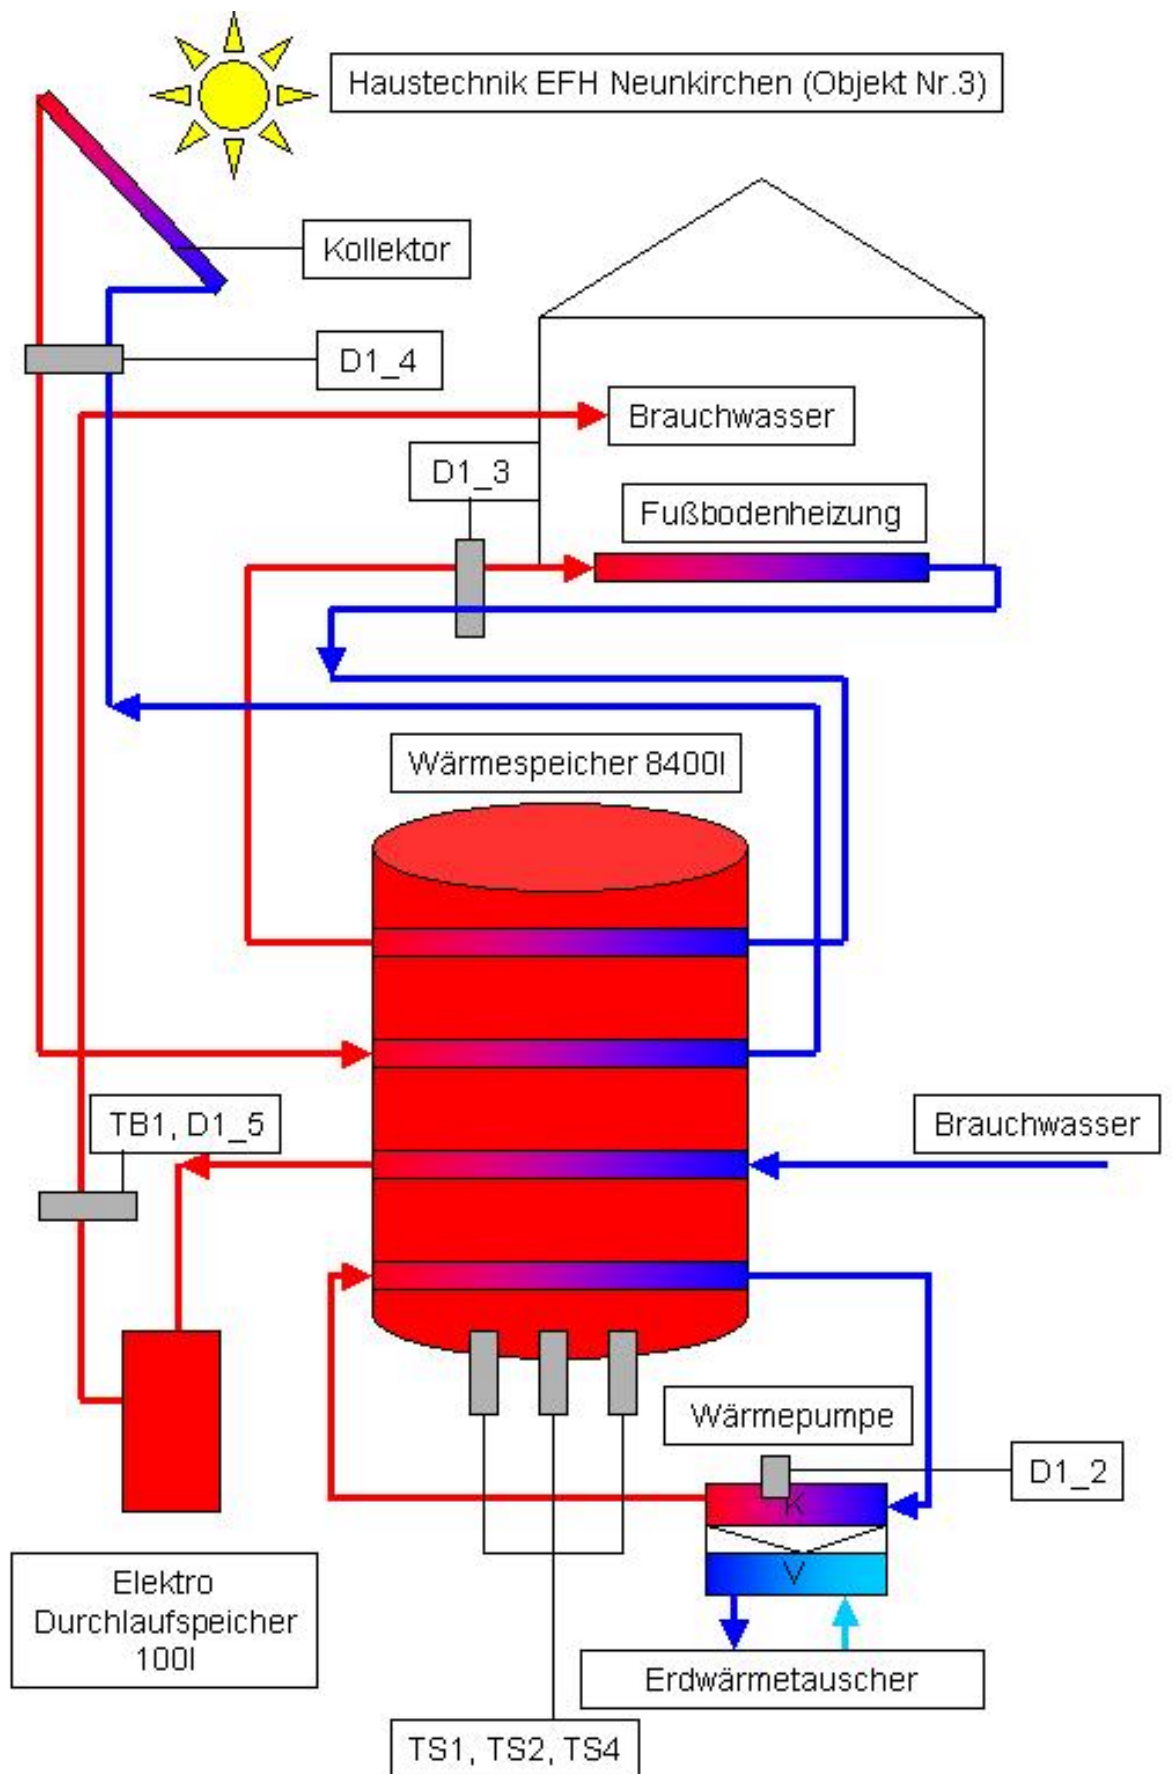 Haustechnik EFH Neunkirchen (Objekt Nr.3)
Kollektor
D1_4
Brauchwasser
D1_3
Fußbodenheizung
Wärmespeicher 8400l
TB1, D1_5
Brauchwasser
Wärmepumpe
D1_2
K
V
Elektro
Durchlaufspeicher
100l
Erdwärmetauscher
TS1, TS2, TS4